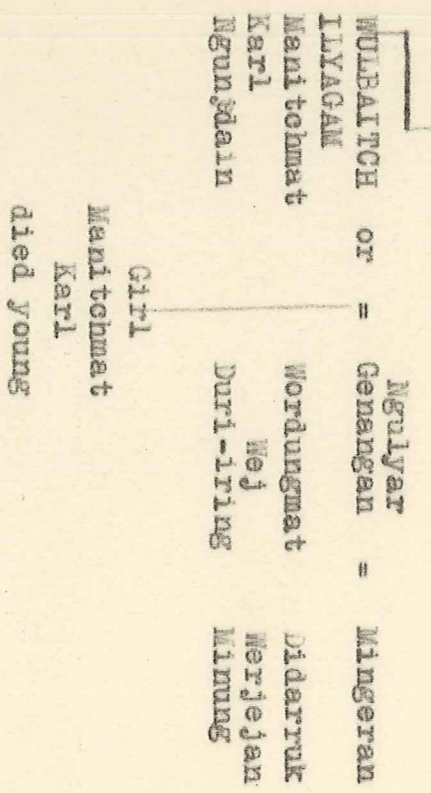 Ngulyar
WULBAITCH or = Genangan = Mingeran
ILYAGAM
Manitchmat Wordungmat Didarruk
Karl Wej Werjejan
Ngungdain Duri-iring Minung
Girl
Manitchmat
Karl
died young